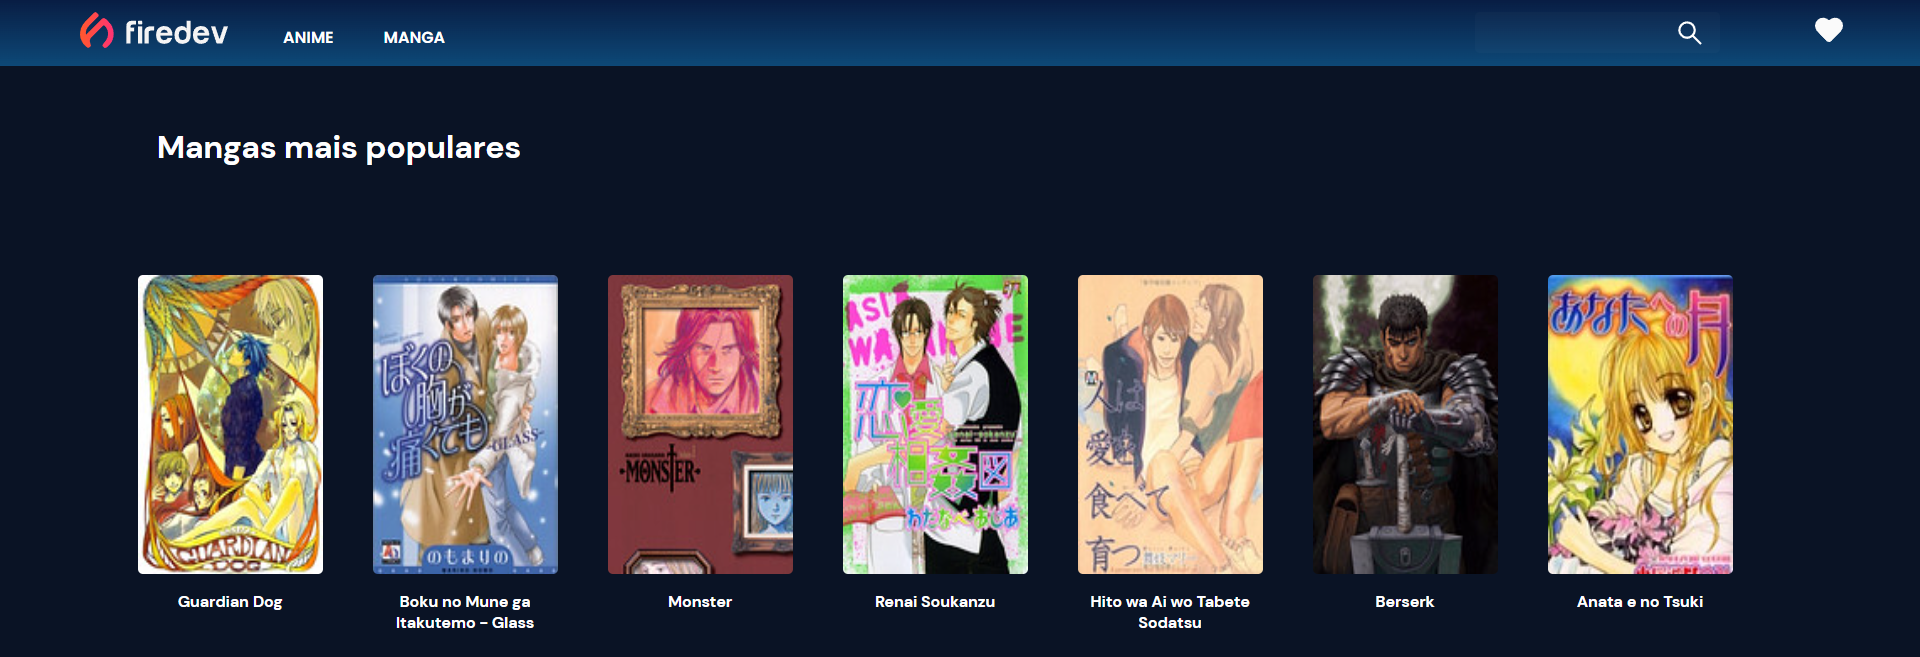 firedev
ANIME
MANGA
Mangas mais populares
GUARDIAN
DOG
ぼくの
胸が
痛くても
-GLASS-
のもまりの
MONSTER
恋愛
相姦図
わたなべあじあ
人は
愛を
食べて
育つ
あなたへ
の月
Guardian Dog
Boku no Mune ga
Itakutemo - Glass
Monster
Renai Soukanzu
Hito wa Ai wo Tabete
Sodatsu
Berserk
Anata e no Tsuki